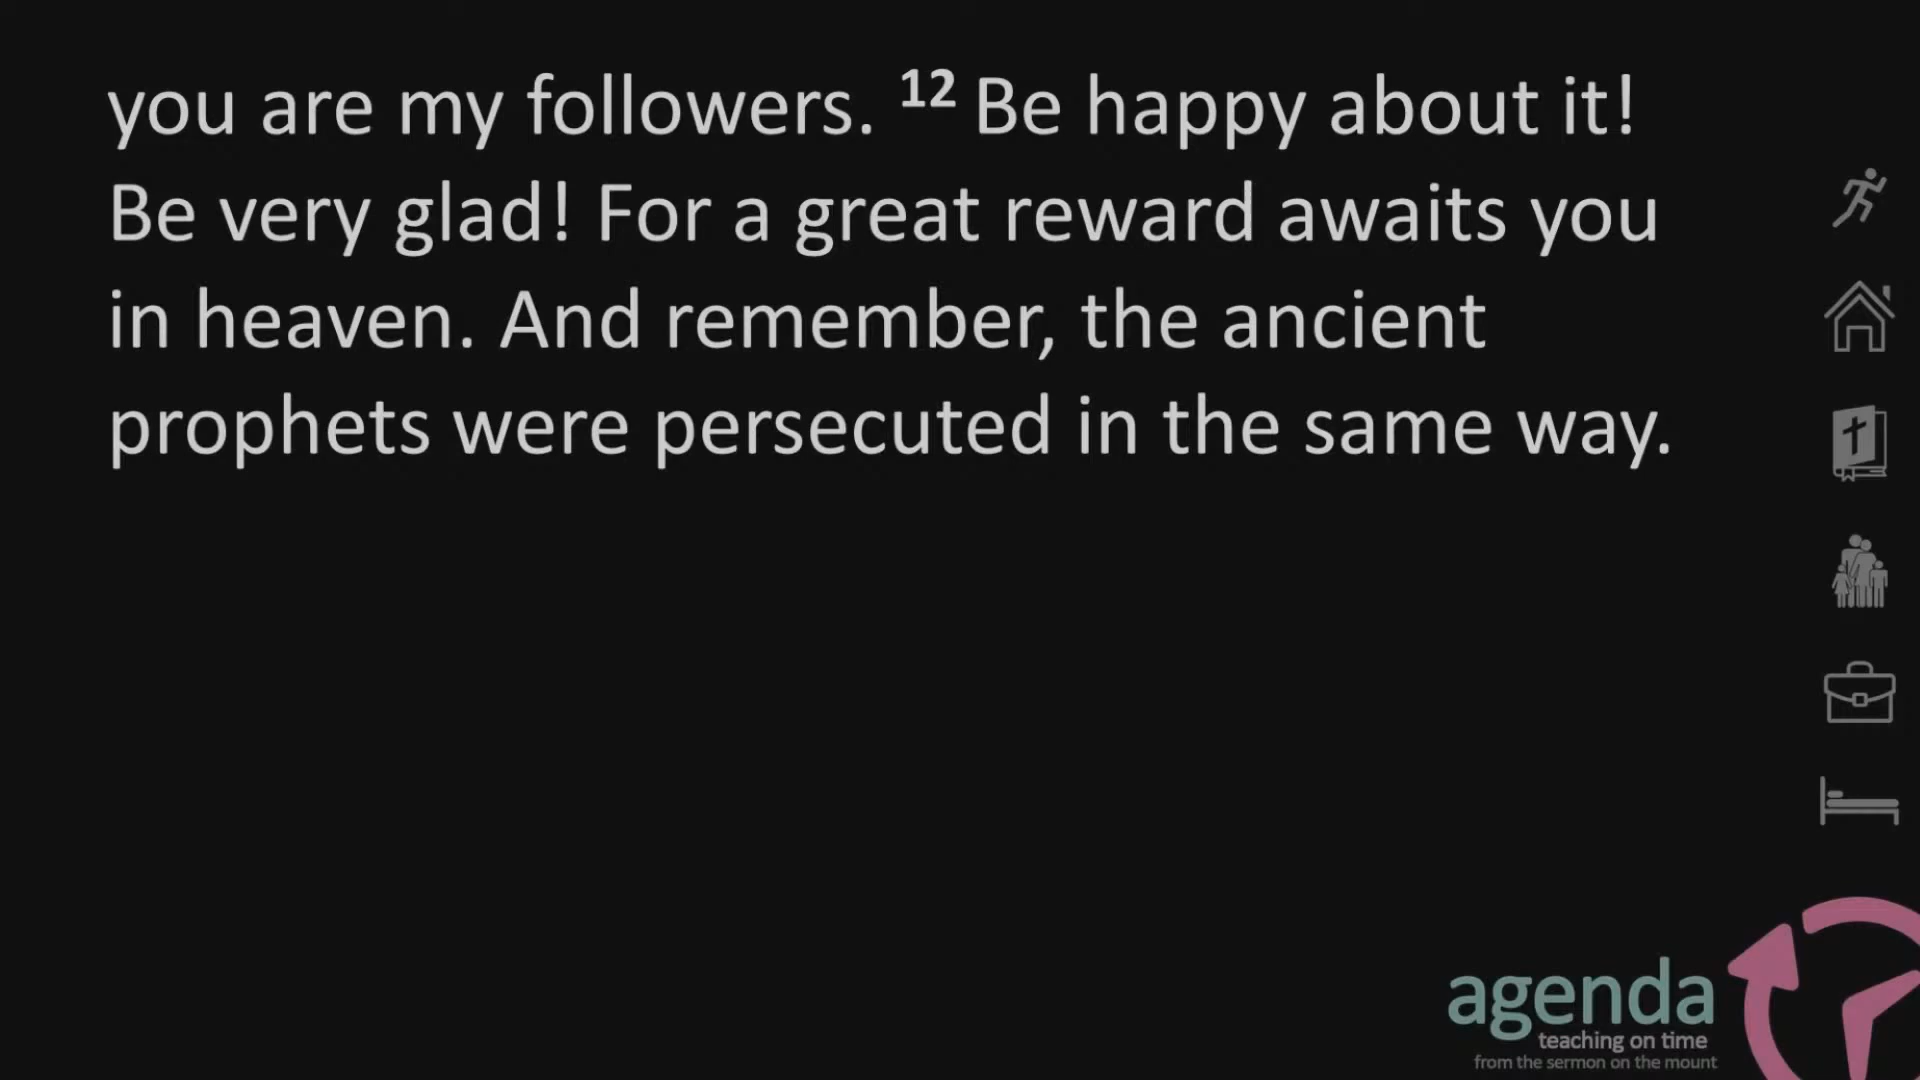 you are my followers. 12 Be happy about it!
Be very glad! For a great reward awaits you
in heaven. And remember, the ancient
prophets were persecuted in the same way.
agenda
teaching on time
from the sermon on the mount